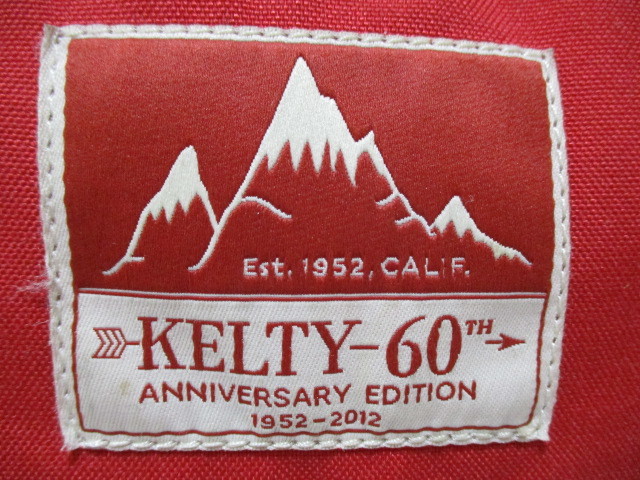 Est. 1952, CALIF.
KELTY-60TH
ANNIVERSARY EDITION
1952-2012